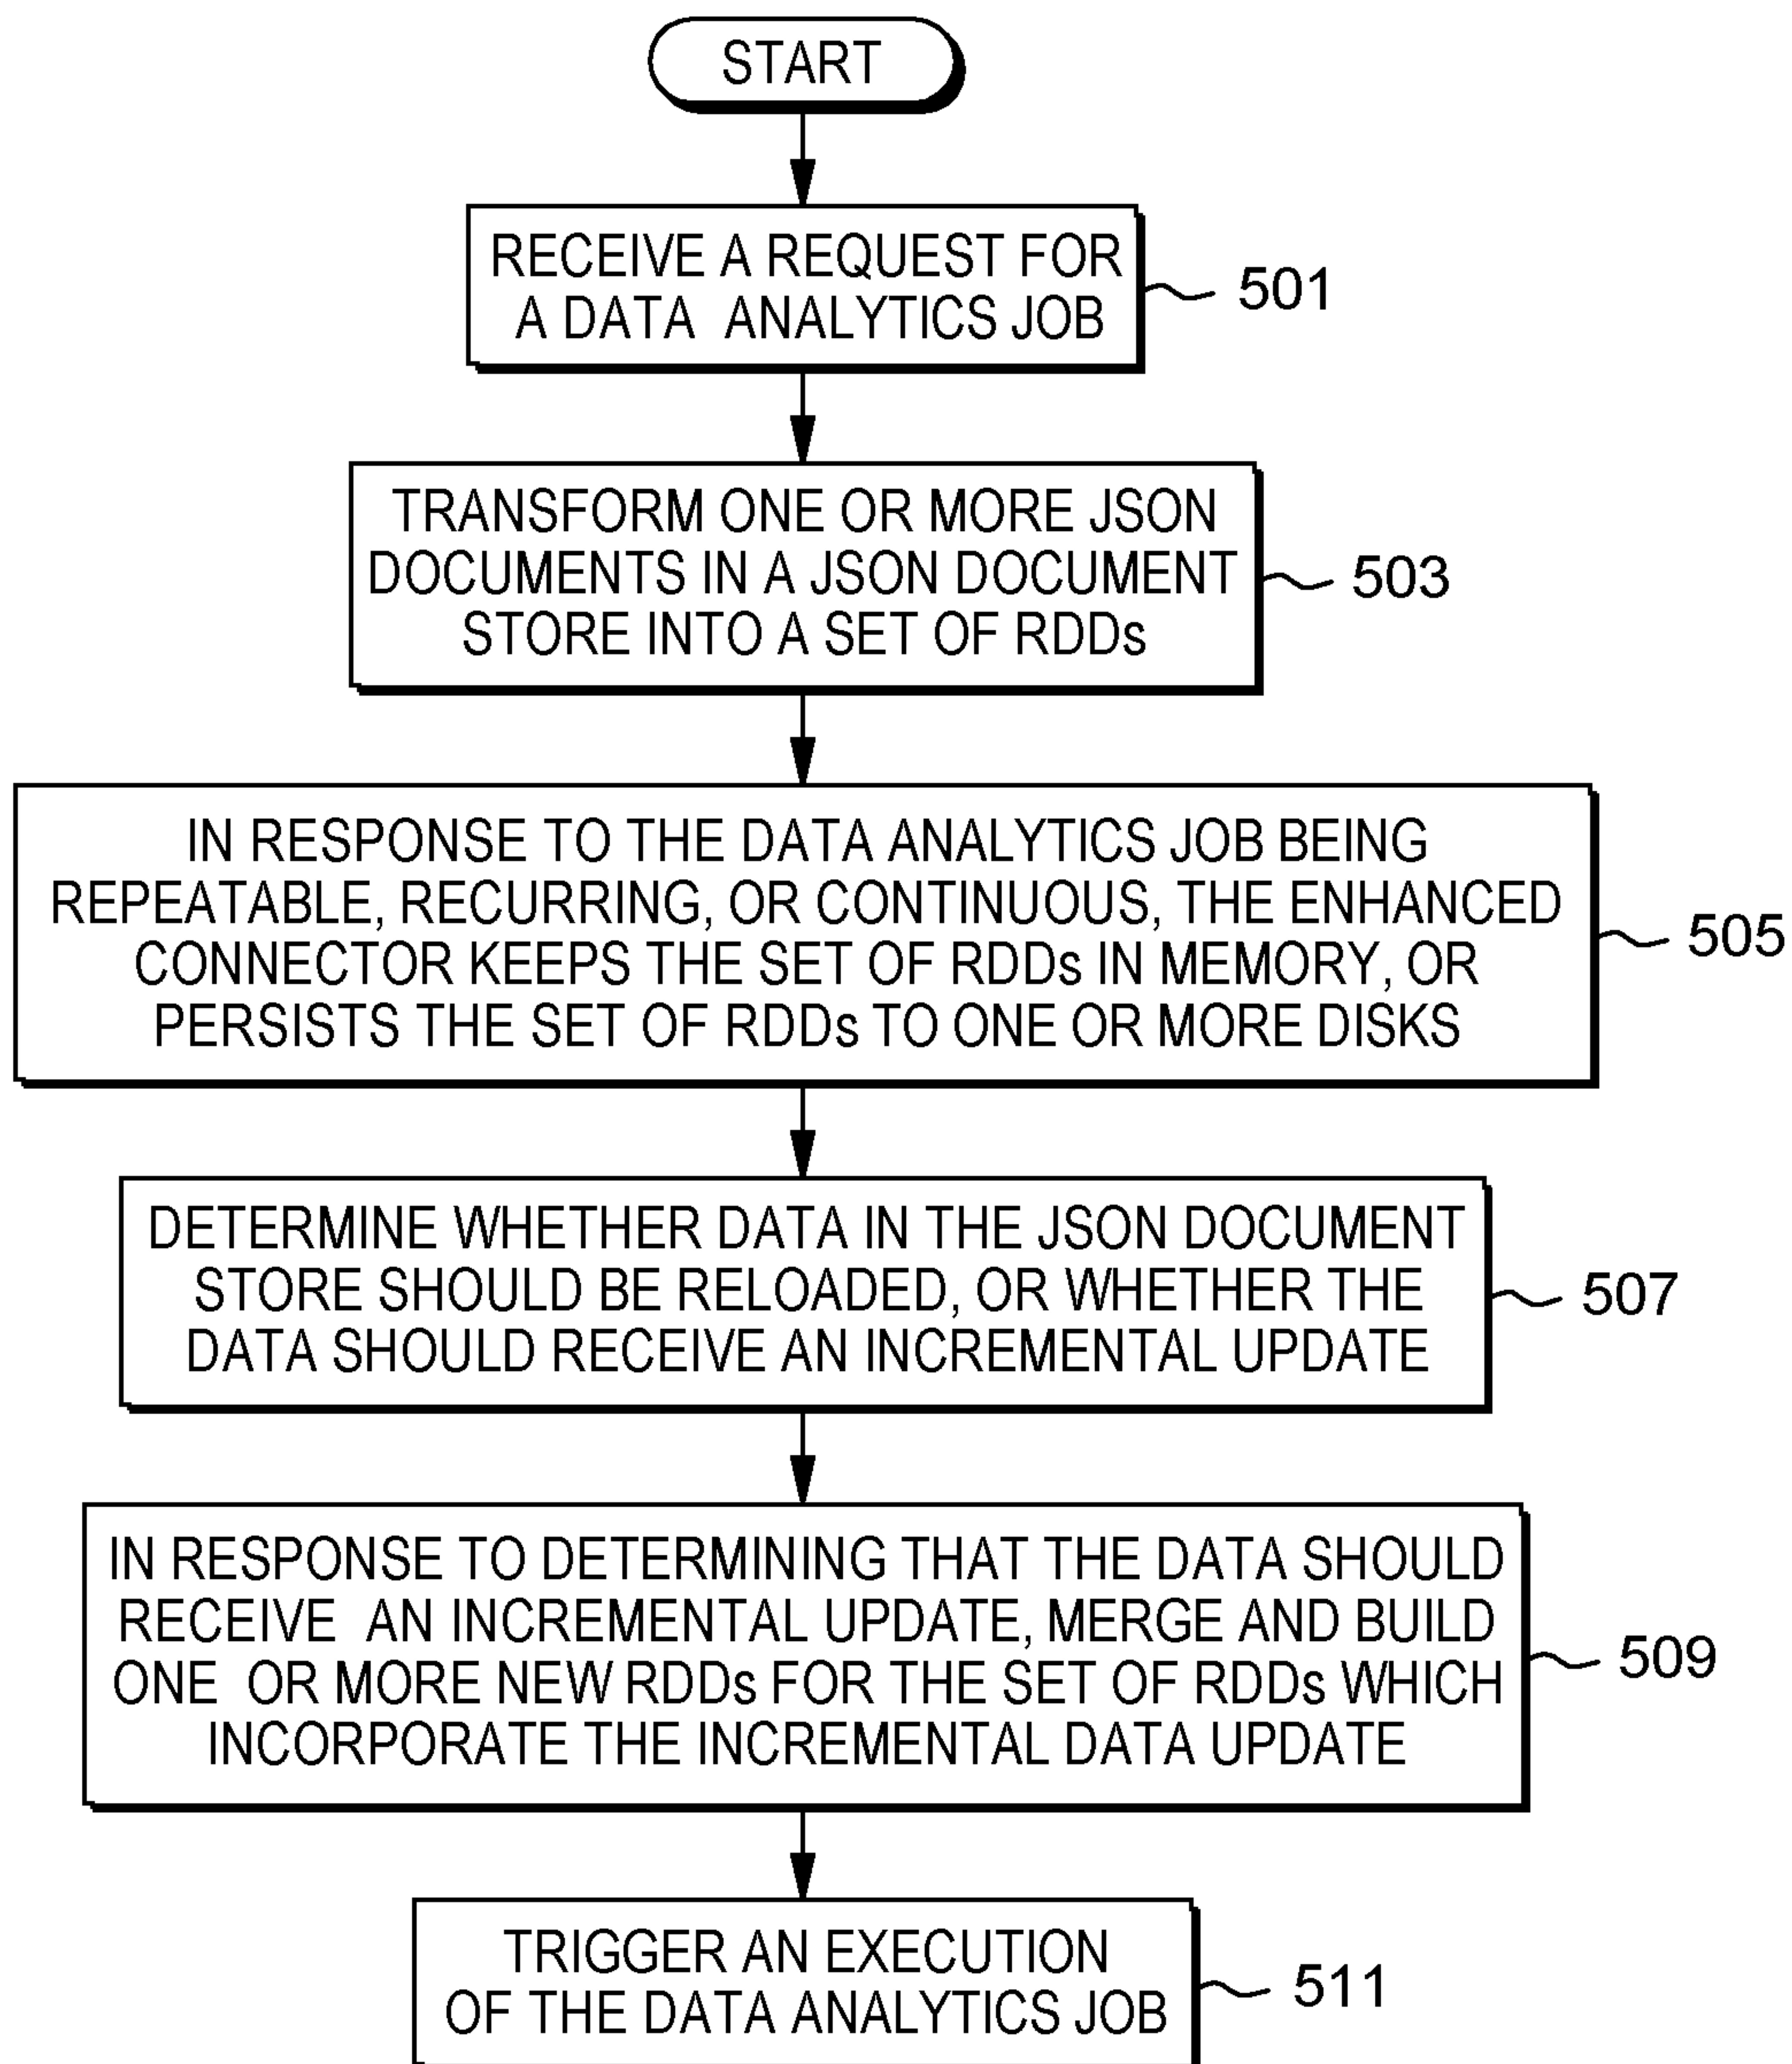 START
RECEIVE A REQUEST FOR
A DATA ANALYTICS JOB
501
TRANSFORM ONE OR MORE JSON
DOCUMENTS IN A JSON DOCUMENT
STORE INTO A SET OF RDDs
503
IN RESPONSE TO THE DATA ANALYTICS JOB BEING
REPEATABLE, RECURRING, OR CONTINUOUS, THE ENHANCED
CONNECTOR KEEPS THE SET OF RDDs IN MEMORY, OR
PERSISTS THE SET OF RDDs TO ONE OR MORE DISKS
505
DETERMINE WHETHER DATA IN THE JSON DOCUMENT
STORE SHOULD BE RELOADED, OR WHETHER THE
DATA SHOULD RECEIVE AN INCREMENTAL UPDATE
507
IN RESPONSE TO DETERMINING THAT THE DATA SHOULD
RECEIVE AN INCREMENTAL UPDATE, MERGE AND BUILD
ONE OR MORE NEW RDDs FOR THE SET OF RDDs WHICH
INCORPORATE THE INCREMENTAL DATA UPDATE
509
TRIGGER AN EXECUTION
OF THE DATA ANALYTICS JOB
511